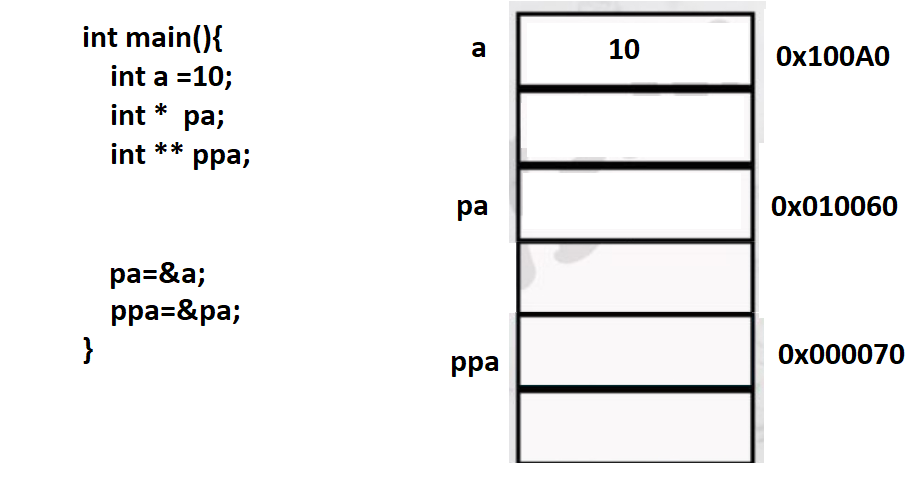 int main(){
int a =10;
int * pa;
int ** ppa;
pa=&a;
ppa=&pa;
}
a 10 0x100A0
pa 0x010060
ppa 0x000070